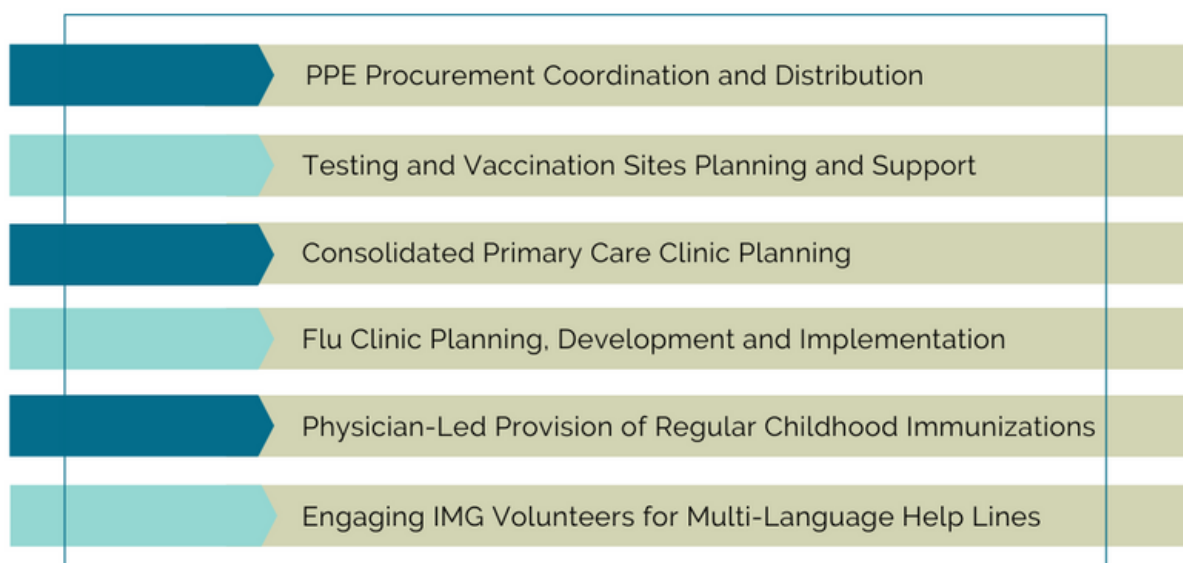 PPE Procurement Coordination and Distribution
Testing and Vaccination Sites Planning and Support
Consolidated Primary Care Clinic Planning
Flu Clinic Planning, Development and Implementation
Physician-Led Provision of Regular Childhood Immunizations
Engaging IMG Volunteers for Multi-Language Help Lines